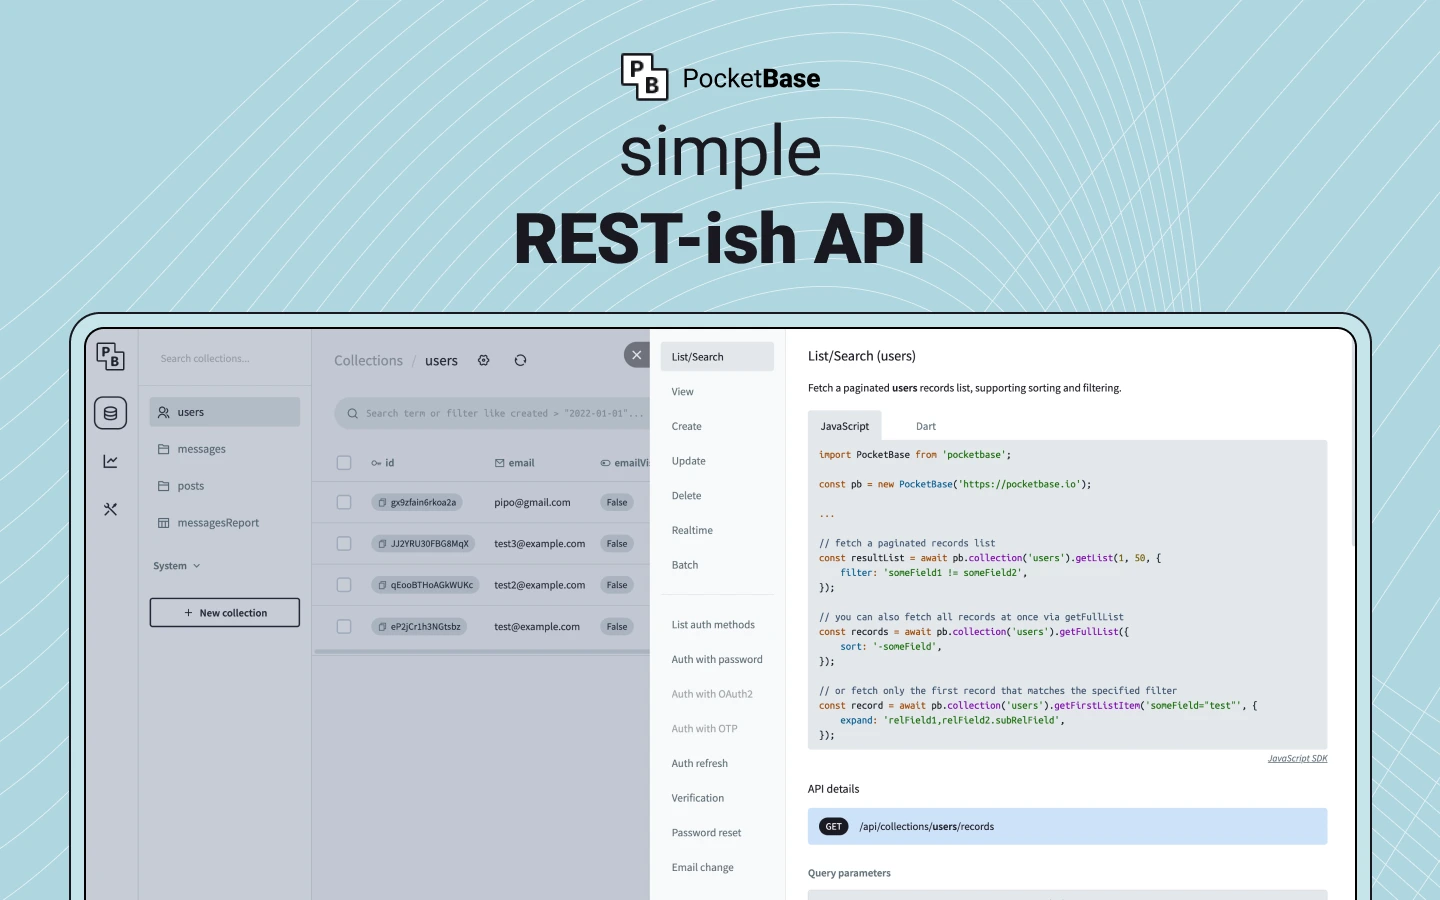 P
B
PocketBase
simple
REST-ish API
P
B
Search collections...
users
messages
posts
messagesReport
System
+ New collection
Collections / users
Search term or filter like created > "2022-01-01"...
id
email
emailVi
gx9zfain6rkoa2a
pipo@gmail.com
False
JJ2YRU30FBG8MqX
test3@example.com
False
qEooBTHoAGkWUKc
test2@example.com
False
eP2jCr1h3NGtsbz
test@example.com
False
List/Search
View
Create
Update
Delete
Realtime
Batch
List auth methods
Auth with password
Auth with OAuth2
Auth with OTP
Auth refresh
Verification
Password reset
Email change
List/Search (users)
Fetch a paginated users records list, supporting sorting and filtering.
JavaScript
Dart
import PocketBase from 'pocketbase';
const pb = new PocketBase('https://pocketbase.io');
...
// fetch a paginated records list
const resultList = await pb.collection('users').getList(1, 50, {
    filter: 'someField1 != someField2',
});
// you can also fetch all records at once via getFullList
const records = await pb.collection('users').getFullList({
    sort: '-someField',
});
// or fetch only the first record that matches the specified filter
const record = await pb.collection('users').getFirstListItem('someField="test"', {
    expand: 'relField1,relField2.subRelField',
});
JavaScript SDK
API details
GET /api/collections/users/records
Query parameters